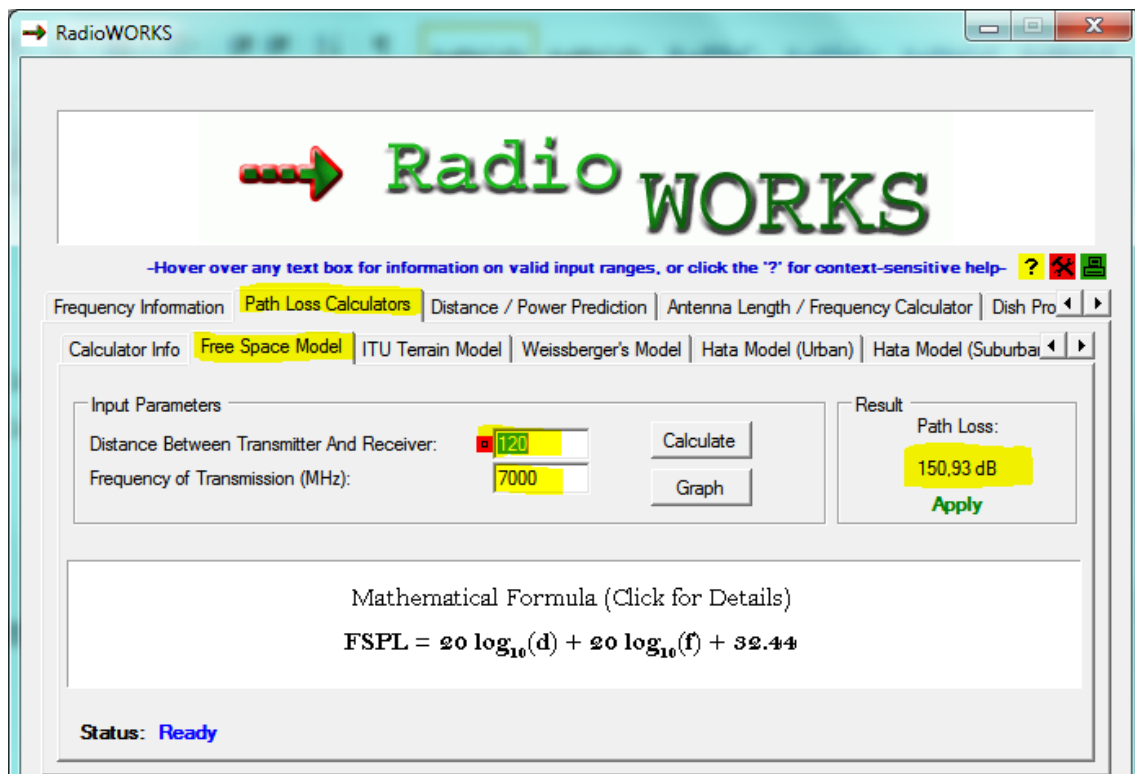 RadioWORKS
Radio WORKS
-Hover over any text box for information on valid input ranges, or click the '?' for context-sensitive help- ?
Frequency Information Path Loss Calculators Distance / Power Prediction Antenna Length / Frequency Calculator Dish Pro
Calculator Info Free Space Model ITU Terrain Model Weissberger's Model Hata Model (Urban) Hata Model (Suburba
Input Parameters
Distance Between Transmitter And Receiver: 120
Frequency of Transmission (MHz): 7000
Calculate
Graph
Result
Path Loss:
150,93 dB
Apply
Mathematical Formula (Click for Details)
FSPL = 20 log₁₀(d) + 20 log₁₀(f) + 32.44
Status: Ready